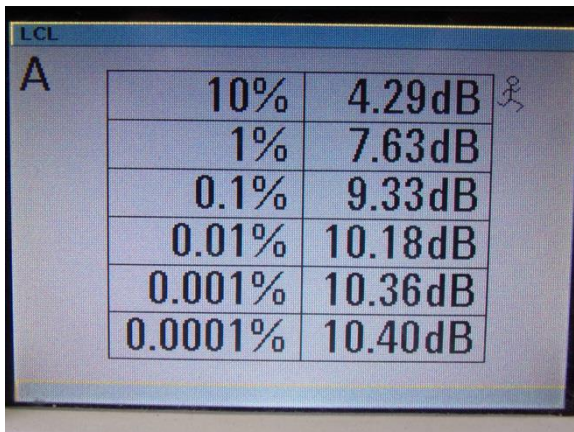 LCL
A
10% 4.29dB
1% 7.63dB
0.1% 9.33dB
0.01% 10.18dB
0.001% 10.36dB
0.0001% 10.40dB